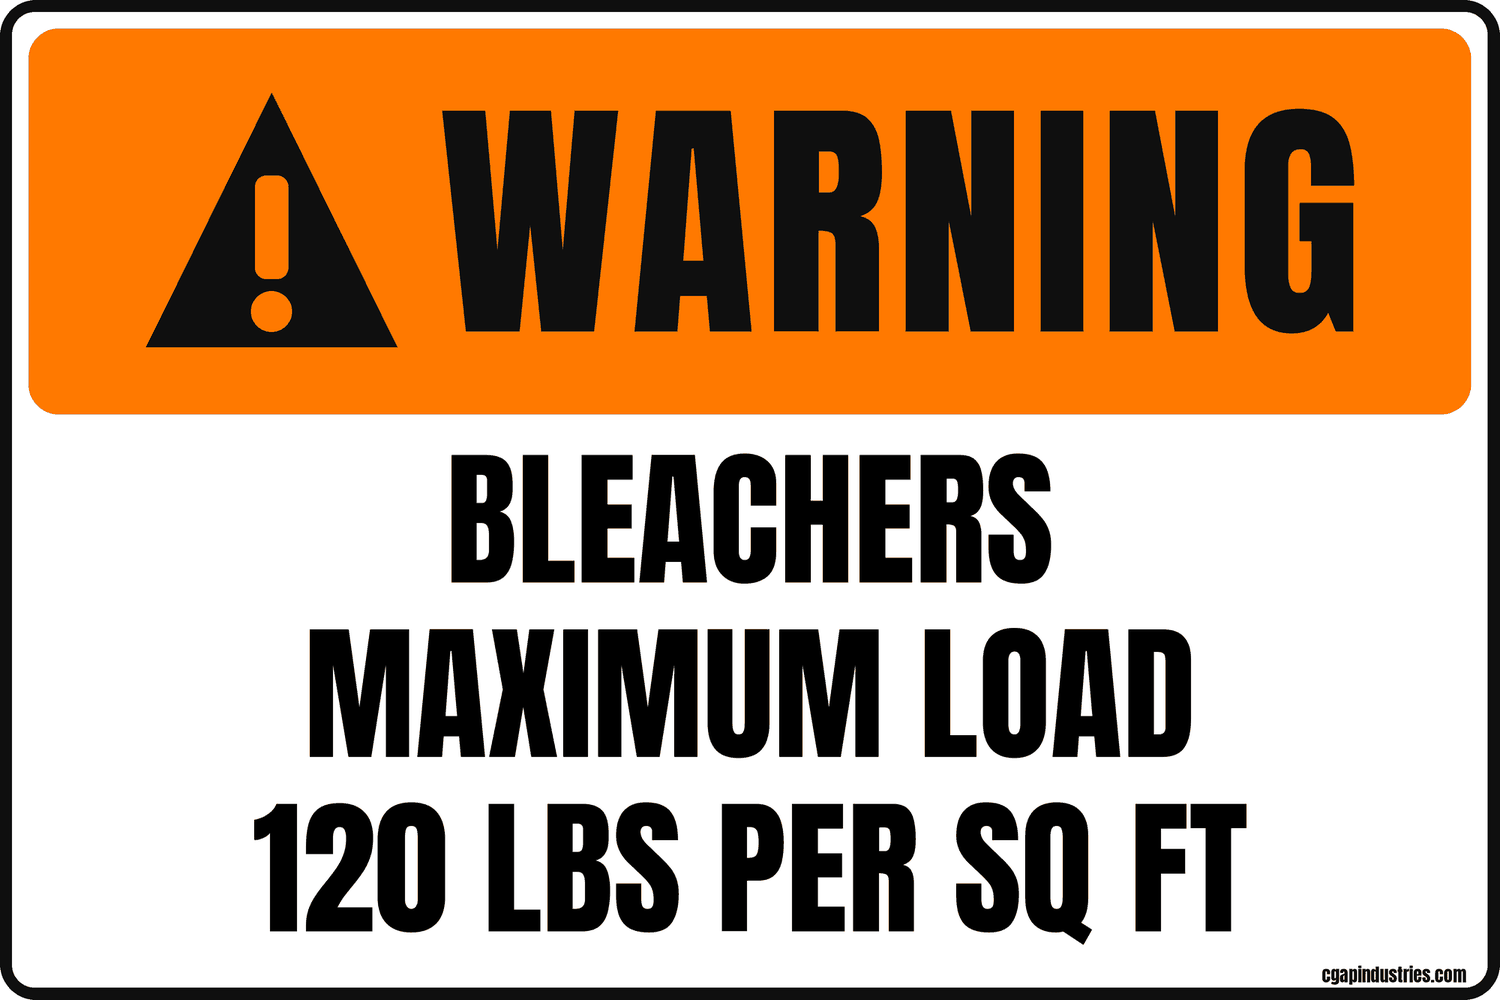 WARNING
BLEACHERS
MAXIMUM LOAD
120 LBS PER SQ FT
cgapindustries.com